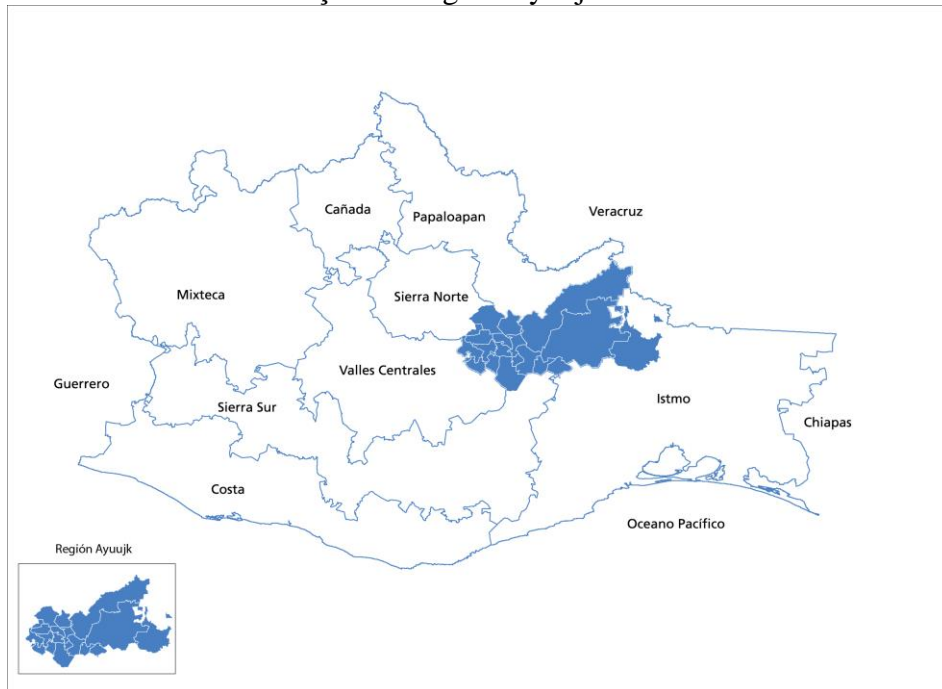 Cañada
Papaloapan
Veracruz
Mixteca
Sierra Norte
Valles Centrales
Guerrero
Sierra Sur
Istmo
Chiapas
Costa
Oceano Pacífico
Región Ayuujk